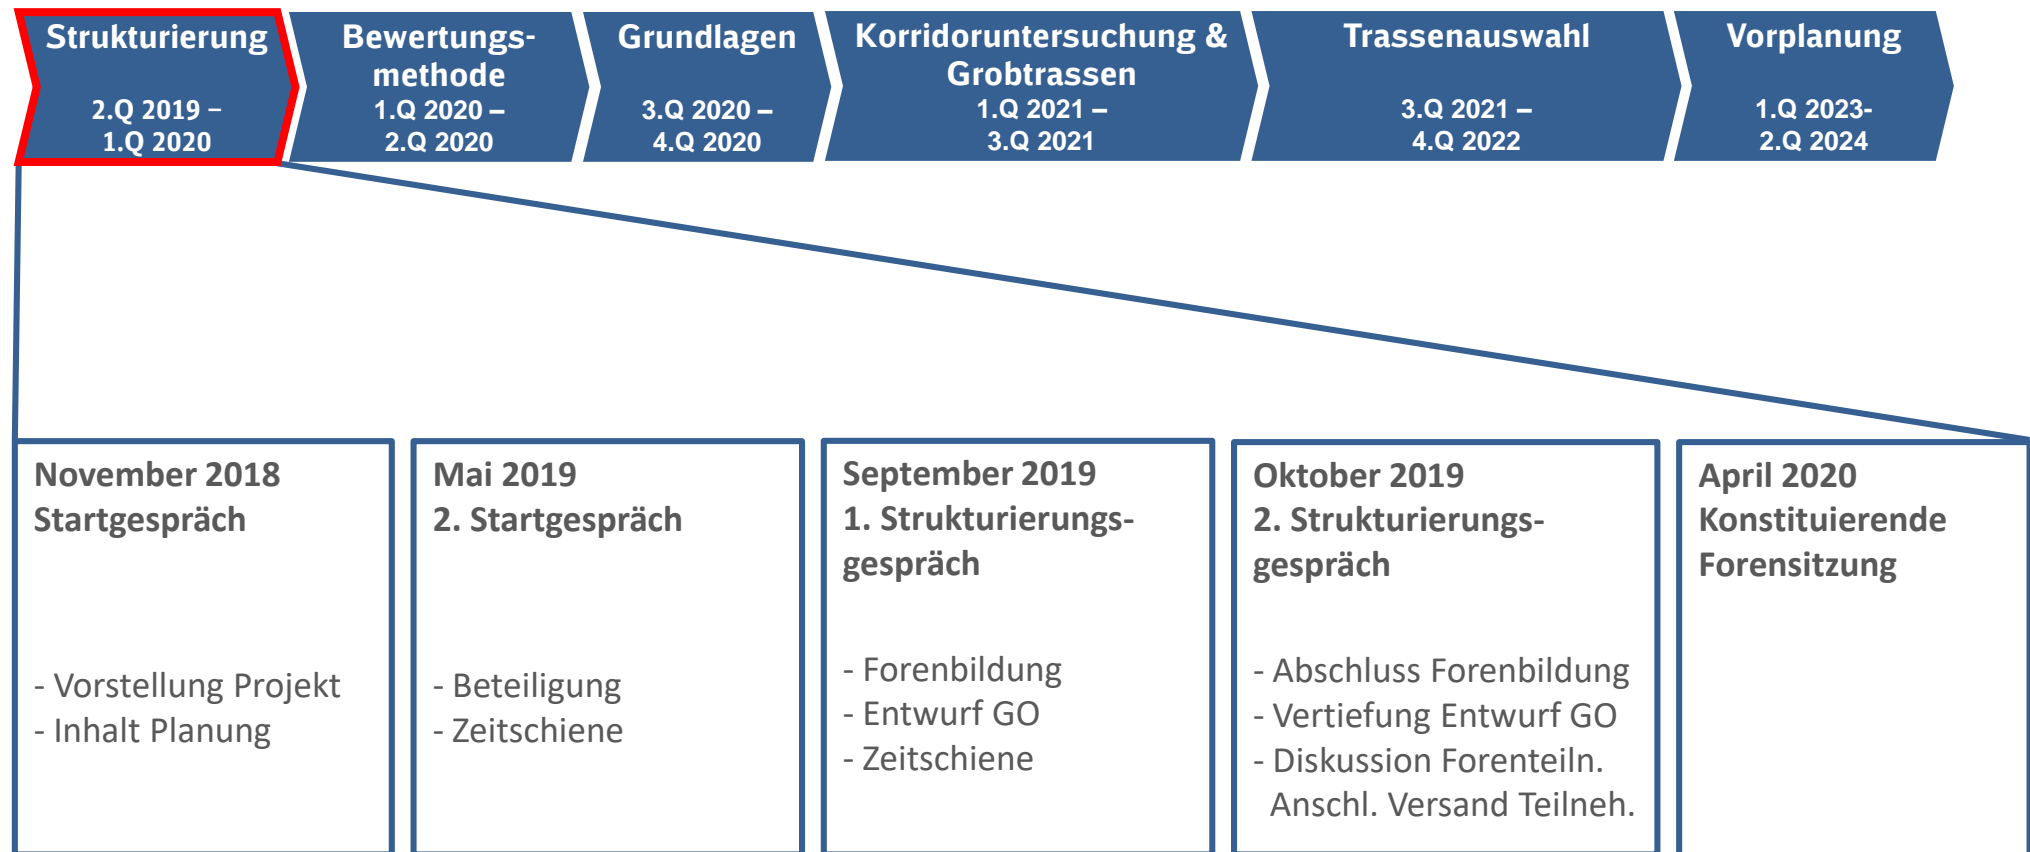 Strukturierung
2.Q 2019 –
1.Q 2020
Bewertungs-
methode
1.Q 2020 –
2.Q 2020
Grundlagen
3.Q 2020 –
4.Q 2020
Korridoruntersuchung &
Grobtrassen
1.Q 2021 –
3.Q 2021
Trassenauswahl
3.Q 2021 –
4.Q 2022
Vorplanung
1.Q 2023-
2.Q 2024
November 2018
Startgespräch
- Vorstellung Projekt
- Inhalt Planung
Mai 2019
2. Startgespräch
- Beteiligung
- Zeitschiene
September 2019
1. Strukturierungs-
gespräch
- Forenbildung
- Entwurf GO
- Zeitschiene
Oktober 2019
2. Strukturierungs-
gespräch
- Abschluss Forenbildung
- Vertiefung Entwurf GO
- Diskussion Forenteiln.
Anschl. Versand Teilneh.
April 2020
Konstituierende
Forensitzung